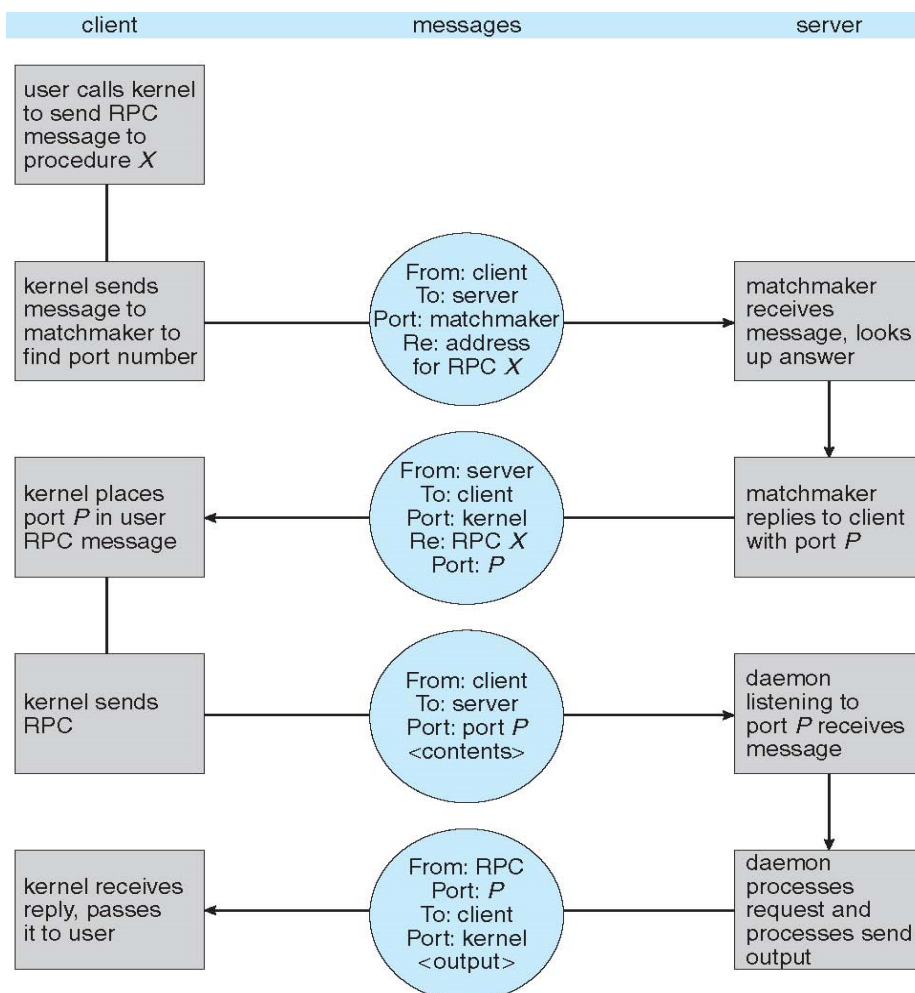 client
messages
server
user calls kernel
to send RPC
message to
procedure X
kernel sends
message to
matchmaker to
find port number
From: client
To: server
Port: matchmaker
Re: address
for RPC X
matchmaker
receives
message, looks
up answer
kernel places
port P in user
RPC message
From: server
To: client
Port: kernel
Re: RPC X
Port: P
matchmaker
replies to client
with port P
kernel sends
RPC
From: client
To: server
Port: port P
<contents>
daemon
listening to
port P receives
message
kernel receives
reply, passes
it to user
From: RPC
Port: P
To: client
Port: kernel
<output>
daemon
processes
request and
processes send
output